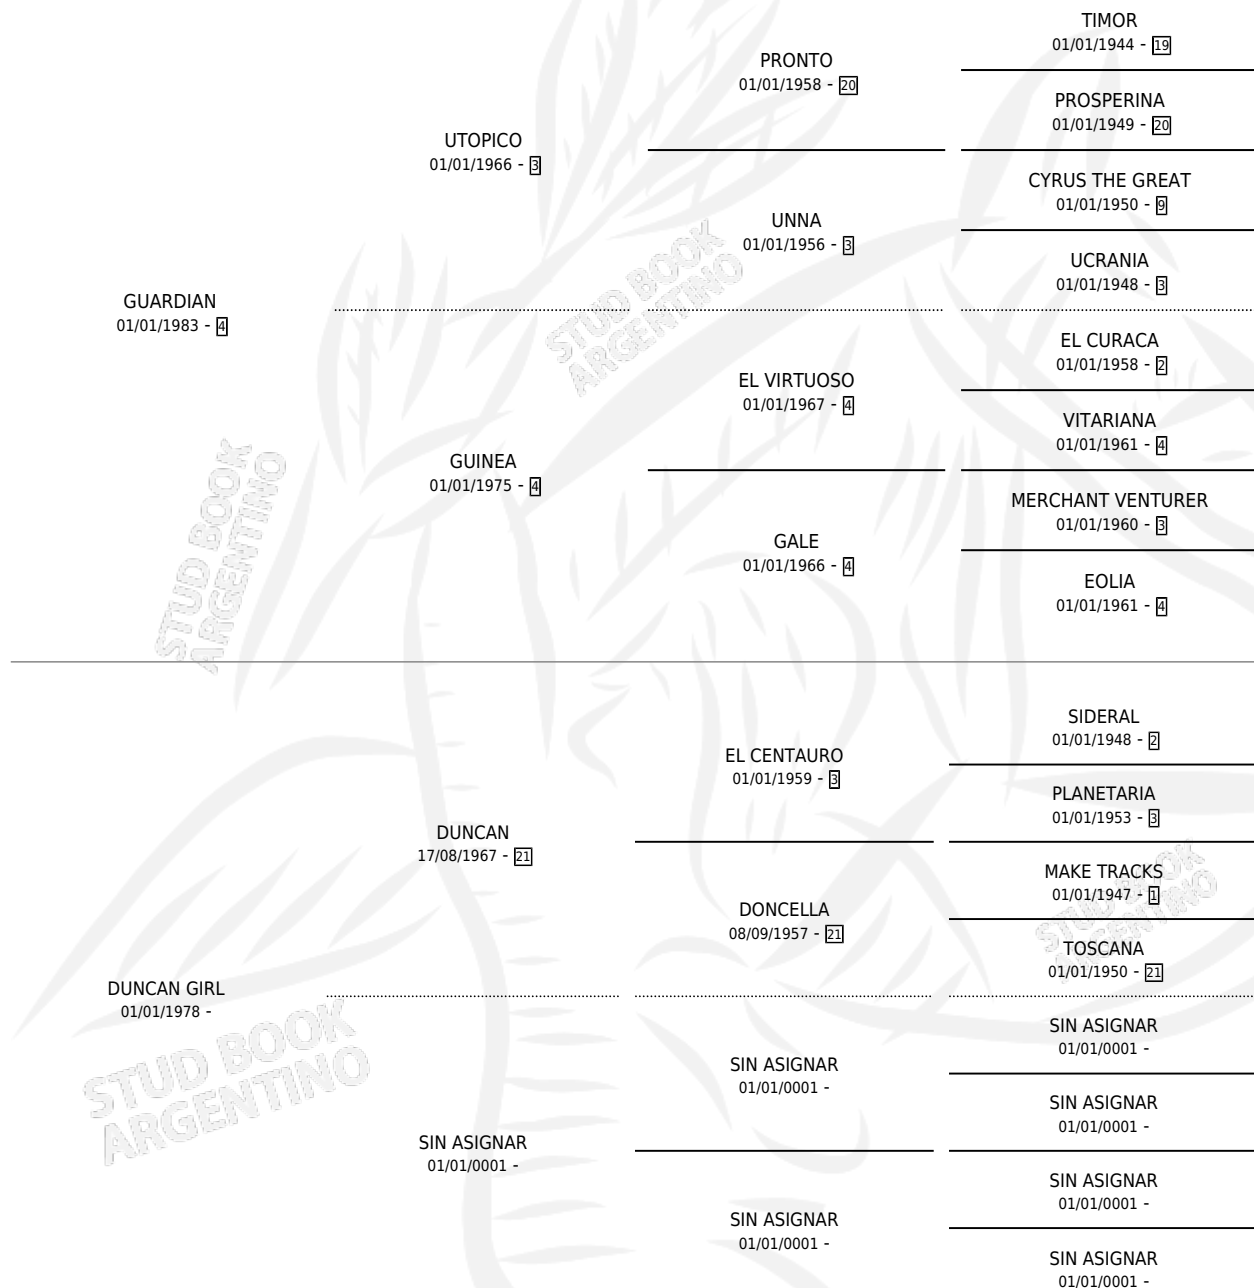 TIMOR
01/01/1944 - 19
PRONTO
01/01/1958 - 20
PROSPERINA
01/01/1949 - 20
UTOPICO
01/01/1966 - 3
CYRUS THE GREAT
01/01/1950 - 9
UNNA
01/01/1956 - 3
UCRANIA
01/01/1948 - 3
GUARDIAN
01/01/1983 - 4
EL CURACA
01/01/1958 - 2
EL VIRTUOSO
01/01/1967 - 4
VITARIANA
01/01/1961 - 4
GUINEA
01/01/1975 - 4
MERCHANT VENTURER
01/01/1960 - 3
GALE
01/01/1966 - 4
EOLIA
01/01/1961 - 4
SIDERAL
01/01/1948 - 2
EL CENTAURO
01/01/1959 - 3
PLANETARIA
01/01/1953 - 3
DUNCAN
17/08/1967 - 21
MAKE TRACKS
01/01/1947 - 1
DONCELLA
08/09/1957 - 21
TOSCANA
01/01/1950 - 21
DUNCAN GIRL
01/01/1978 -
SIN ASIGNAR
01/01/0001 -
SIN ASIGNAR
01/01/0001 -
SIN ASIGNAR
01/01/0001 -
SIN ASIGNAR
01/01/0001 -
SIN ASIGNAR
01/01/0001 -
SIN ASIGNAR
01/01/0001 -
SIN ASIGNAR
01/01/0001 -
STUD BOOK
ARGENTINO
STUD BOOK
ARGENTINO
STUD BOOK
ARGENTINO
STUD BOOK
ARGENTINO